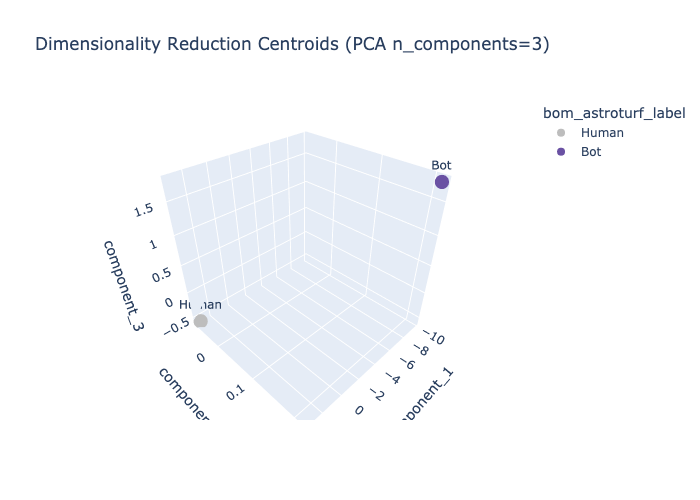 Dimensionality Reduction Centroids (PCA n_components=3)
bom_astroturf_label
Human
Bot
Bot
Human
component_3
1.5
1
0.5
0
−0.5
0
0.1
0
−2
−4
−6
−8
−10